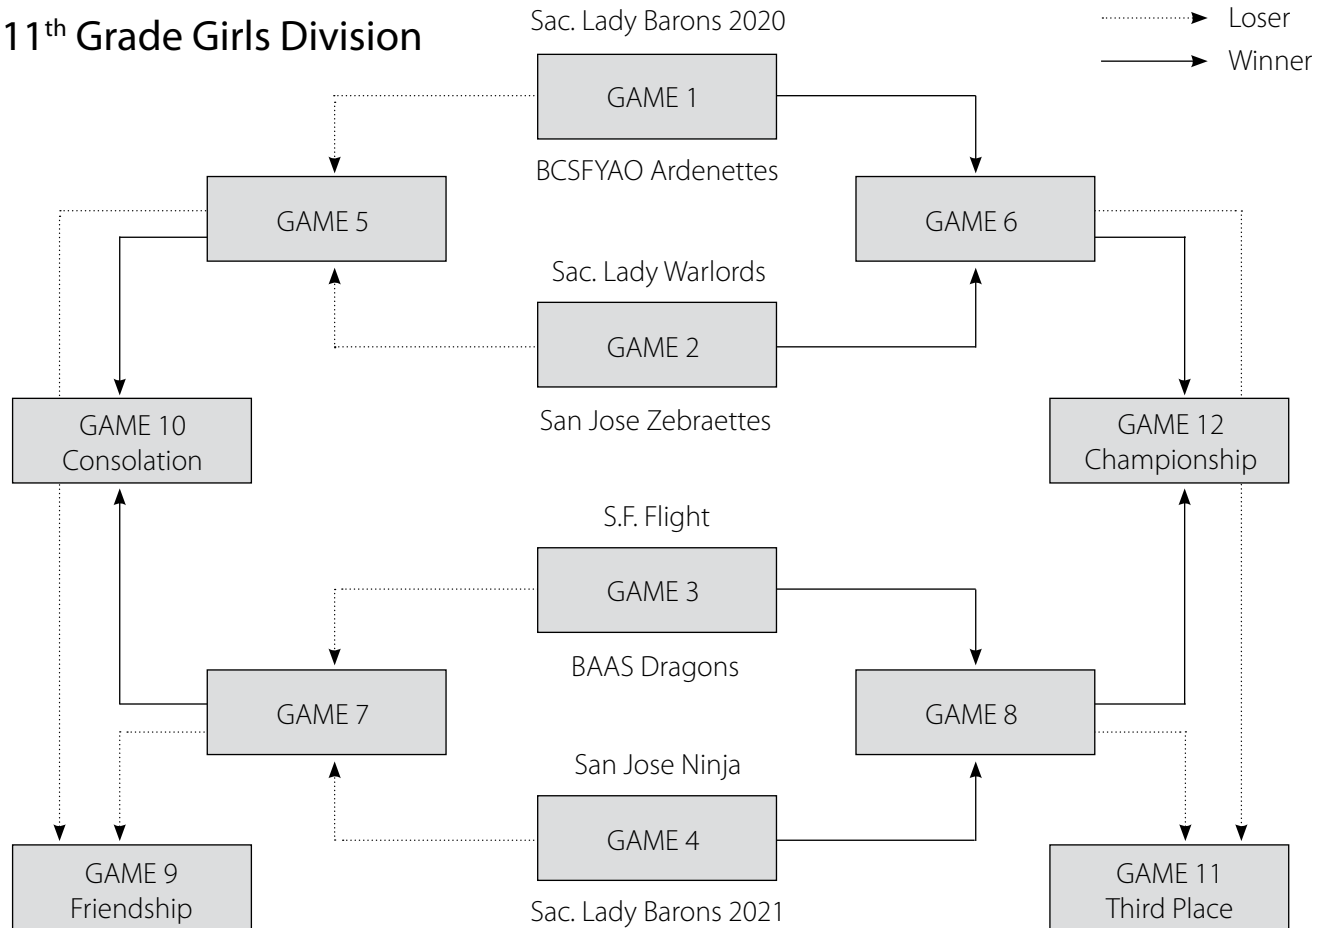 11th Grade Girls Division
Sac. Lady Barons 2020
Loser
Winner
GAME 1
BCSFYAO Ardenettes
GAME 5
GAME 6
Sac. Lady Warlords
GAME 2
San Jose Zebraettes
GAME 10
Consolation
GAME 12
Championship
S.F. Flight
GAME 3
BAAS Dragons
GAME 7
GAME 8
San Jose Ninja
GAME 4
Sac. Lady Barons 2021
GAME 9
Friendship
GAME 11
Third Place